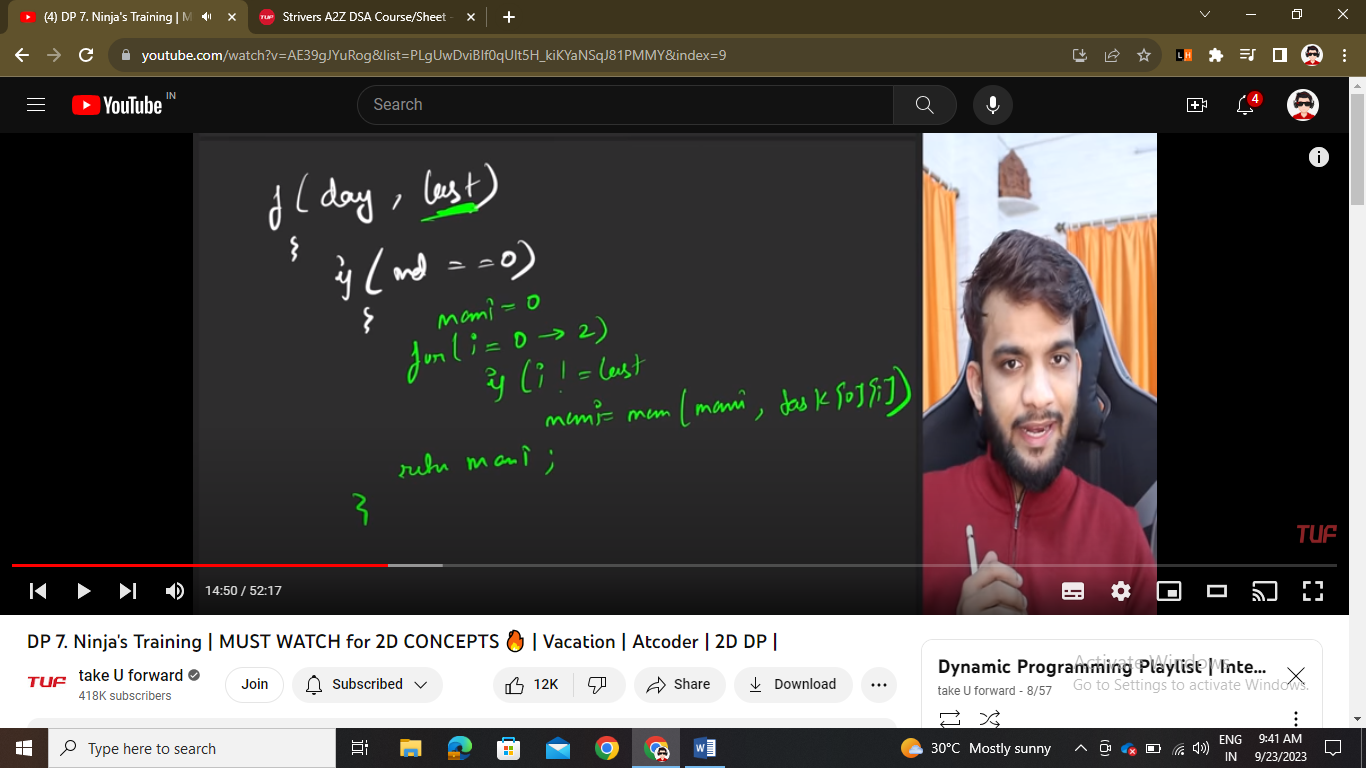 (4) DP 7. Ninja's Training | M
Strivers A2Z DSA Course/Sheet -
youtube.com/watch?v=AE39gJYuRog&list=PLgUwDviBIf0qUlt5H_kiKYaNSqJ81PMMY&index=9
LH
YouTube IN
Search
4
f(day, last)
{
if(ind == 0)
{
maxi = 0
for(i = 0 → 2)
if(i != last
maxi = max(maxi, task[0][i])
retu maxi;
}
TUF
14:50 / 52:17
DP 7. Ninja's Training | MUST WATCH for 2D CONCEPTS 🔥 | Vacation | Atcoder | 2D DP |
TUF
take U forward
418K subscribers
Join
Subscribed
12K
Share
Download
Dynamic Programming Playlist | Inte...
take U forward - 8/57
Activate Windows
Go to Settings to activate Windows.
Type here to search
30°C Mostly sunny
ENG
IN
9:41 AM
9/23/2023